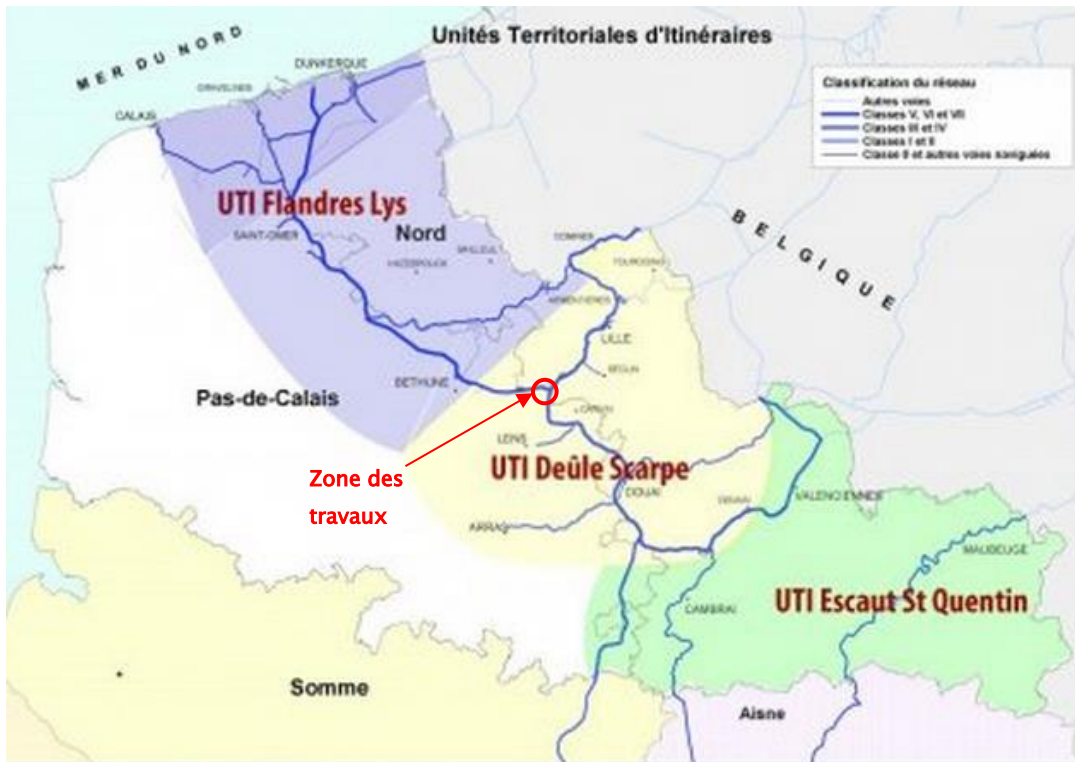 Unités Territoriales d'Itinéraires
MER DU NORD
DUNKERQUE
GRAVELINES
CALAIS
Classification du réseau
Autres voies
Classes V, VI et VII
Classes III et IV
Classes I et II
Classe 0 et autres voies naviguées
BELGIQUE
UTI Flandres Lys
SAINT-OMER
Nord
HAZEBROUCK
BAILLEUL
COMINES
TOURCOING
ARMENTIERES
LILLE
SECLIN
BETHUNE
Pas-de-Calais
CARVIN
LENS
Zone des
travaux
UTI Deûle Scarpe
DOUAI
DENAIN
VALENCIENNES
ARRAS
MAUBEUGE
CAMBRAI
UTI Escaut St Quentin
Somme
Aisne